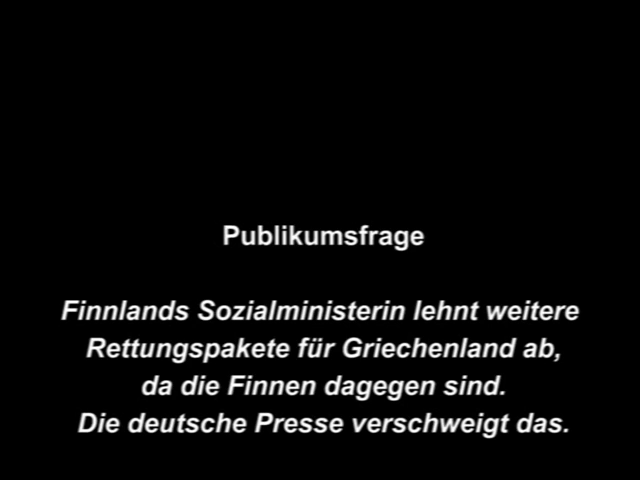 Publikumsfrage
Finnlands Sozialministerin lehnt weitere
Rettungspakete für Griechenland ab,
da die Finnen dagegen sind.
Die deutsche Presse verschweigt das.